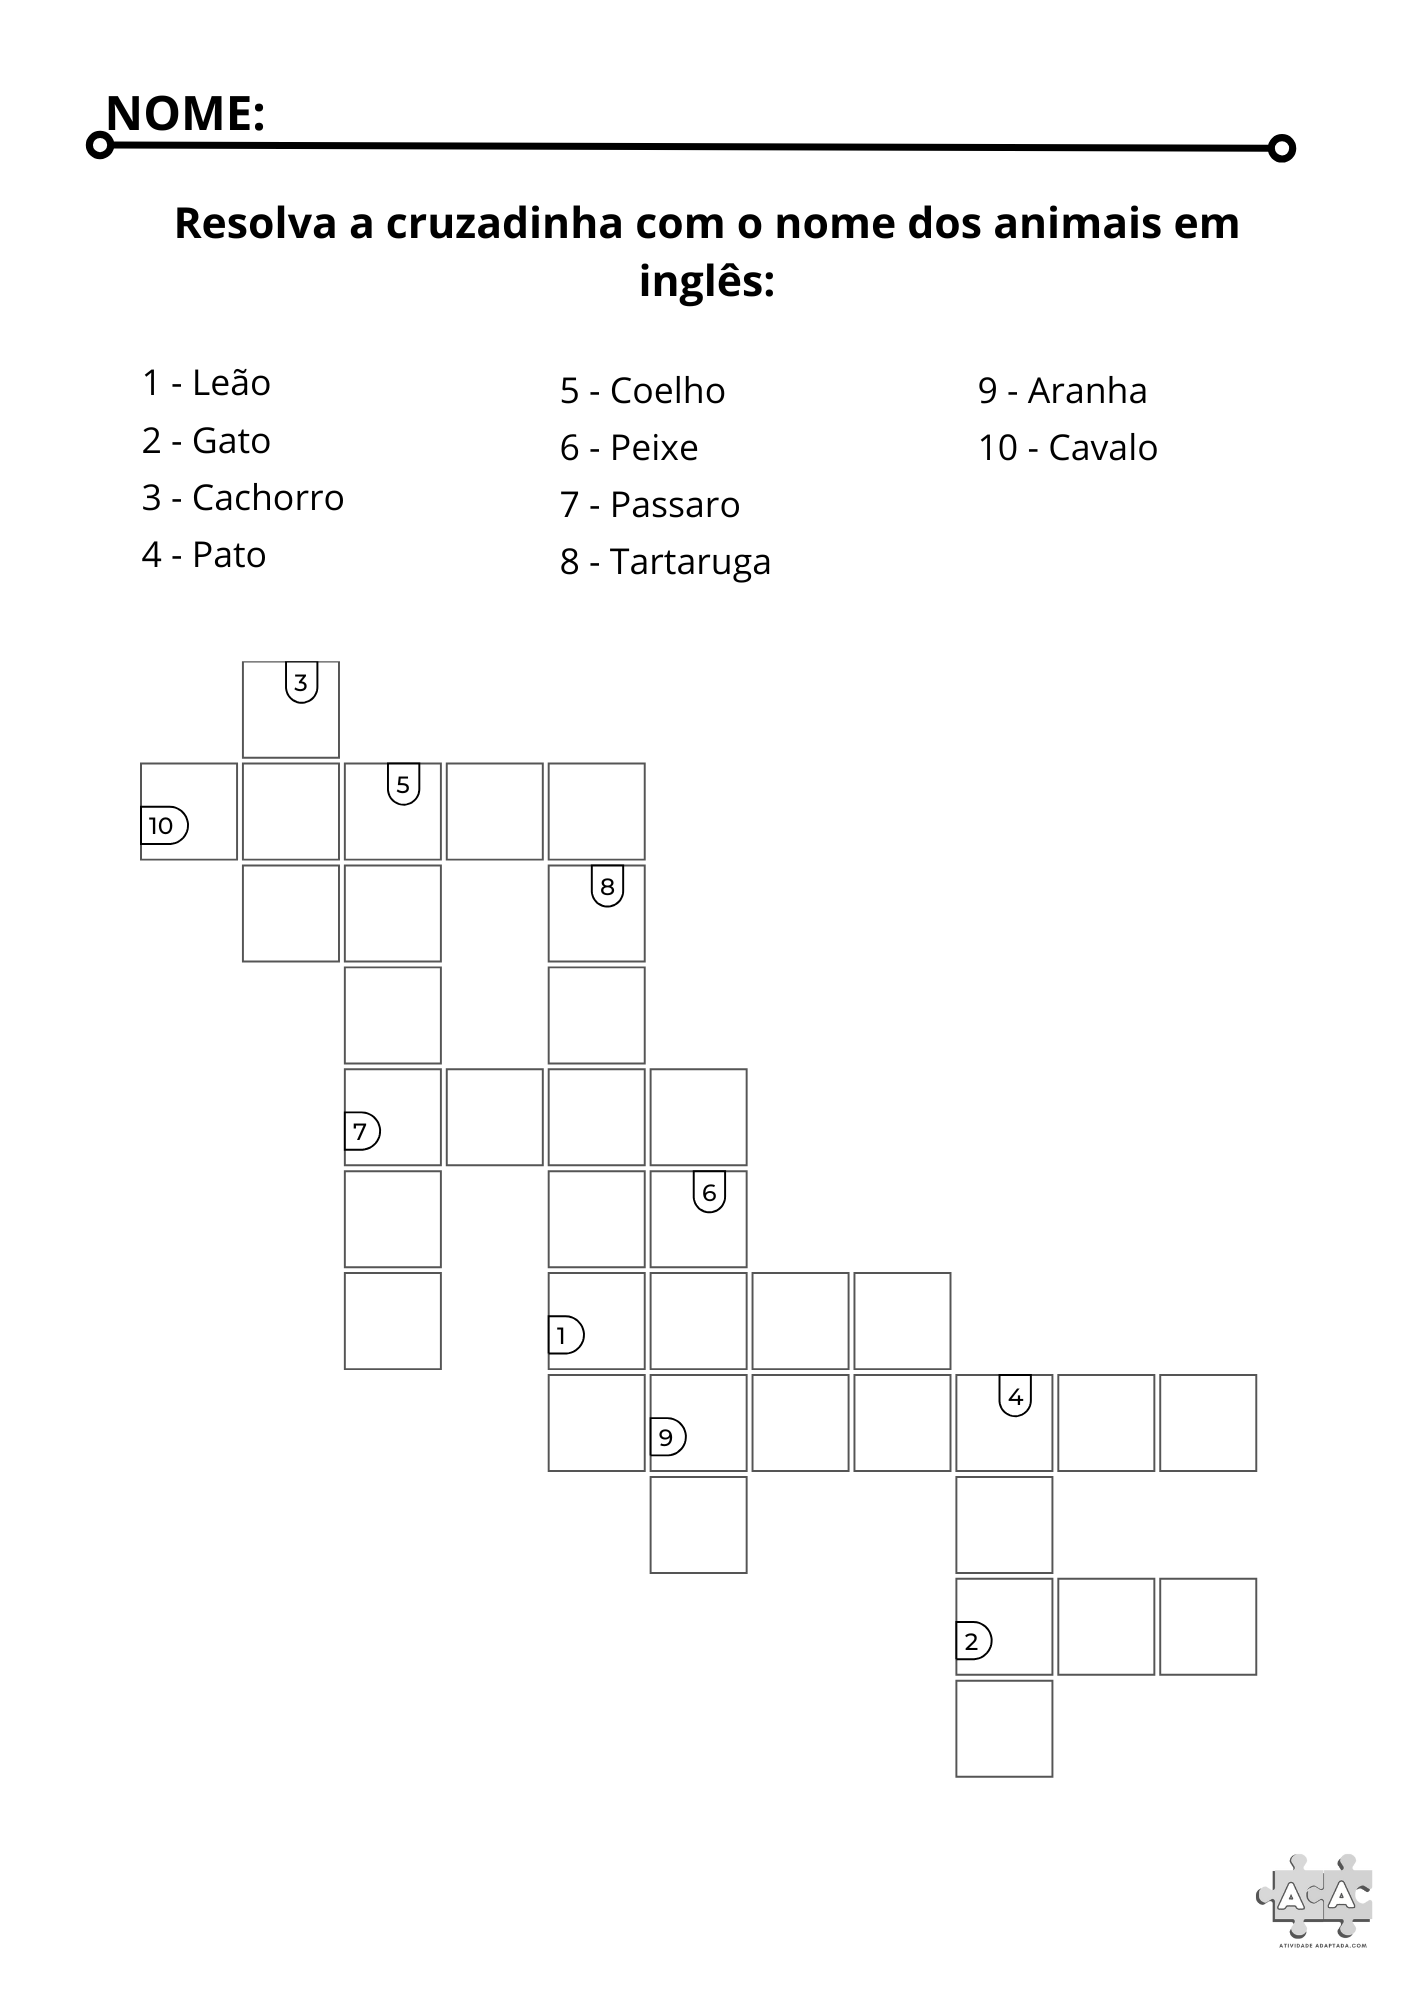 NOME:
Resolva a cruzadinha com o nome dos animais em
inglês:
1 - Leão
2 - Gato
3 - Cachorro
4 - Pato
5 - Coelho
6 - Peixe
7 - Passaro
8 - Tartaruga
9 - Aranha
10 - Cavalo
3
5
10
8
7
6
1
4
9
2
A A
ATIVIDADE ADAPTADA.COM